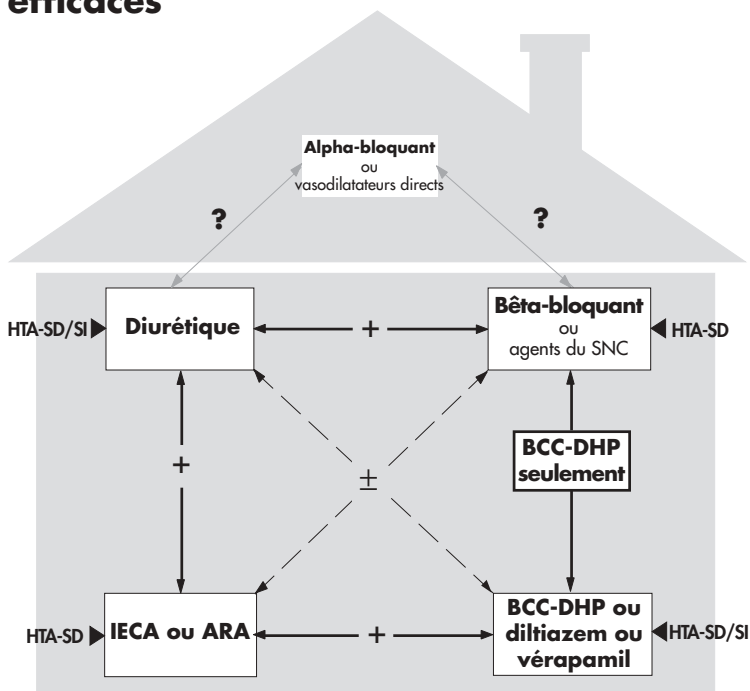 efficaces
Alpha-bloquant
ou
vasodilatateurs directs
?
?
HTA-SD/SI
Diurétique
+
Bêta-bloquant
ou
agents du SNC
HTA-SD
+
±
BCC-DHP
seulement
HTA-SD
IECA ou ARA
+
BCC-DHP ou
diltiazem ou
vérapamil
HTA-SD/SI